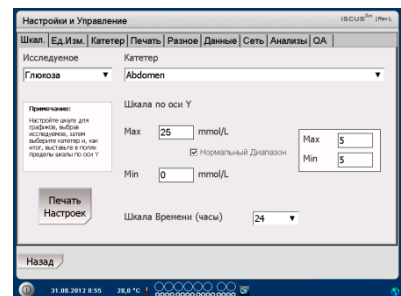 Настройки и Управление
ISCUS
Шкал. Ед.Изм. Катетер Печать Разное Данные Сеть Анализы QA
Исследуемое Катетер
Глюкоза Abdomen
Примечание:
Настройте шкалу для
графиков, выбрав
исследуемое, затем
выберите катетер и, как
итог, выставьте в полях
пределы шкалы по оси Y
Шкала по оси Y
Max 25 mmol/L
Нормальный Диапазон
Max 5
Min 5
Min 0 mmol/L
Печать
Настроек
Шкала Времени (часы) 24
Назад
31.08.2012 8:55 28,0 °C